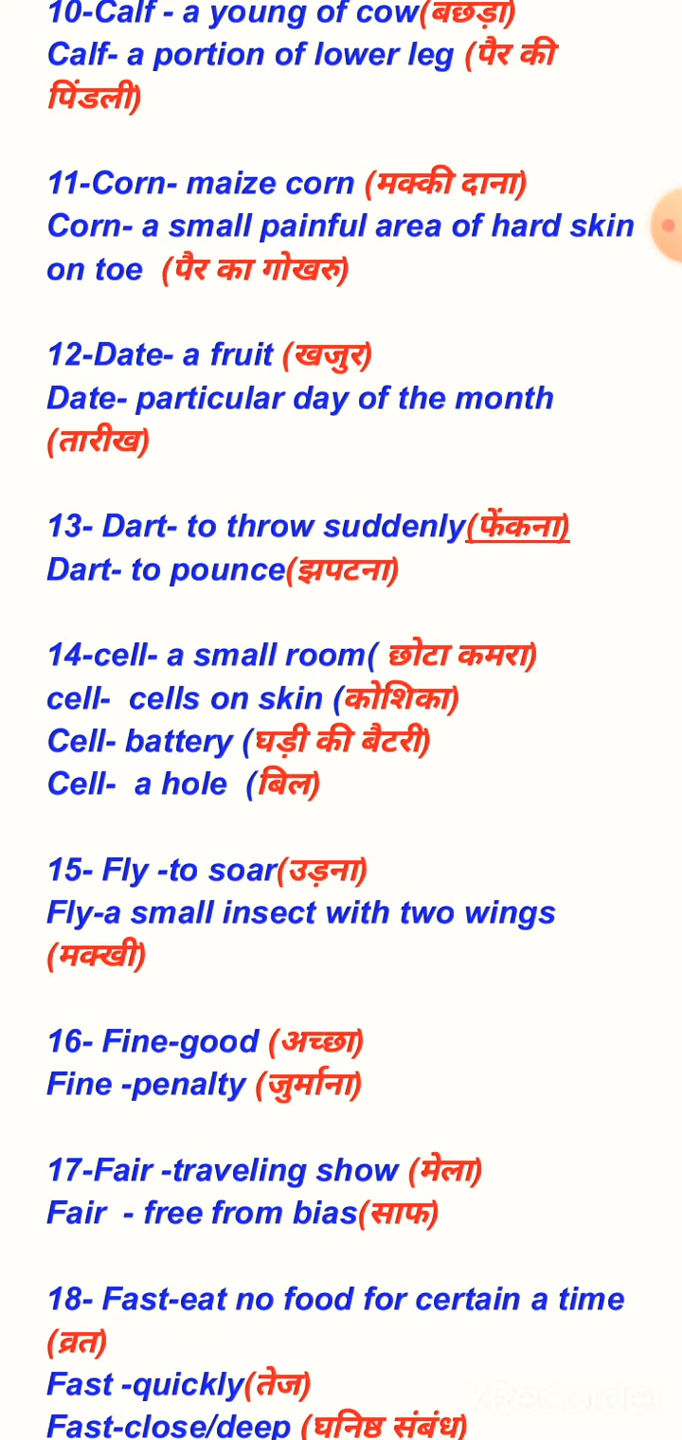 10-Calf - a young of cow(बछड़ा)
Calf- a portion of lower leg (पैर की
पिंडली)
11-Corn- maize corn (मक्की दाना)
Corn- a small painful area of hard skin
on toe (पैर का गोखरु)
12-Date- a fruit (खजुर)
Date- particular day of the month
(तारीख)
13- Dart- to throw suddenly(फेंकना)
Dart- to pounce(झपटना)
14-cell- a small room( छोटा कमरा)
cell- cells on skin (कोशिका)
Cell- battery (घड़ी की बैटरी)
Cell- a hole (बिल)
15- Fly -to soar(उड़ना)
Fly-a small insect with two wings
(मक्खी)
16- Fine-good (अच्छा)
Fine -penalty (जुर्माना)
17-Fair -traveling show (मेला)
Fair - free from bias(साफ)
18- Fast-eat no food for certain a time
(व्रत)
Fast -quickly(तेज)
Fast-close/deep (घनिष्ठ संबंध)
XRecorder